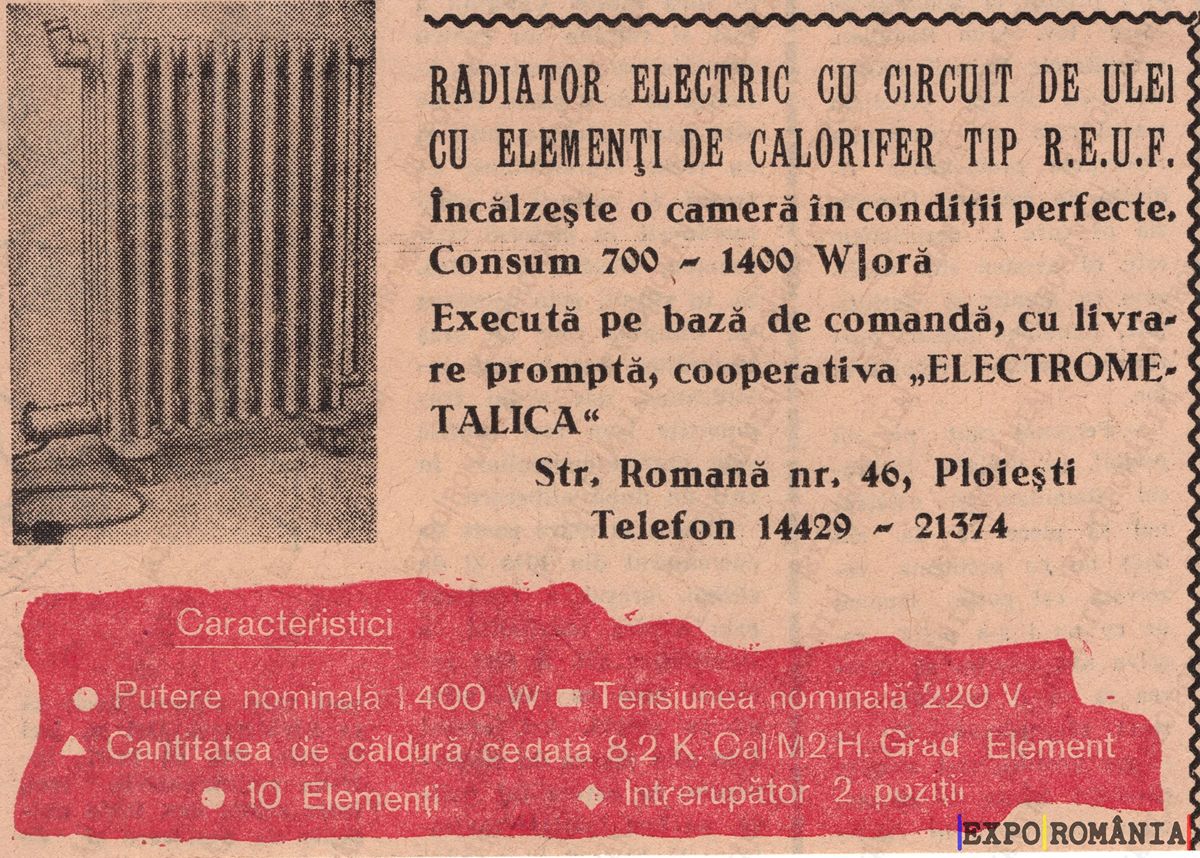 RADIATOR ELECTRIC CU CIRCUIT DE ULEI
CU ELEMENŢI DE CALORIFER TIP R.E.U.F.
Încălzeşte o cameră în condiţii perfecte.
Consum 700 - 1400 W|oră
Execută pe bază de comandă, cu livra-
re promptă, cooperativa „ELECTROME-
TALICA“
Str. Romană nr. 46, Ploieşti
Telefon 14429 - 21374
Caracteristici
● Putere nominală 1400 W ■ Tensiunea nominală 220 V.
▲ Cantitatea de căldură cedată 8,2 K. Cal/M2·H. Grad Element
● 10 Elemenţi ◆ Intrerupător 2 poziţii
EXPO ROMÂNIA